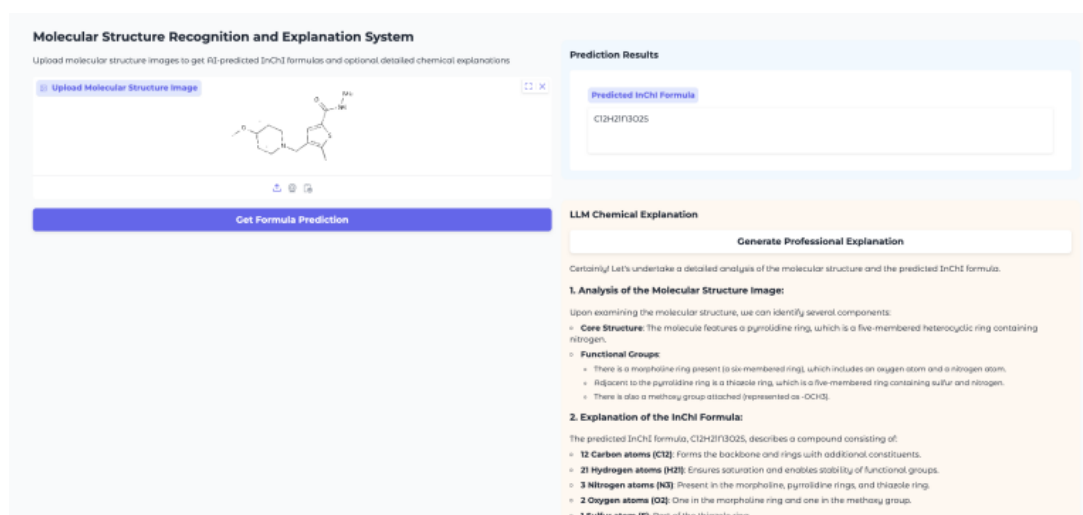 Molecular Structure Recognition and Explanation System
Upload molecular structure images to get AI-predicted InChI formulas and optional detailed chemical explanations
Upload Molecular Structure Image
O
NH₂
NH
O
N
S
Get Formula Prediction
Prediction Results
Predicted InChI Formula
C12H21N3O2S
LLM Chemical Explanation
Generate Professional Explanation
Certainly! Let's undertake a detailed analysis of the molecular structure and the predicted InChI formula.
1. Analysis of the Molecular Structure Image:
Upon examining the molecular structure, we can identify several components:
Core Structure: The molecule features a pyrrolidine ring, which is a five-membered heterocyclic ring containing
nitrogen.
Functional Groups:
There is a morpholine ring present (a six-membered ring), which includes an oxygen atom and a nitrogen atom.
Adjacent to the pyrrolidine ring is a thiazole ring, which is a five-membered ring containing sulfur and nitrogen.
There is also a methoxy group attached (represented as -OCH3).
2. Explanation of the InChI Formula:
The predicted InChI formula, C12H21N3O2S, describes a compound consisting of:
12 Carbon atoms (C12): Forms the backbone and rings with additional constituents.
21 Hydrogen atoms (H21): Ensures saturation and enables stability of functional groups.
3 Nitrogen atoms (N3): Present in the morpholine, pyrrolidine rings, and thiazole ring.
2 Oxygen atoms (O2): One in the morpholine ring and one in the methoxy group.